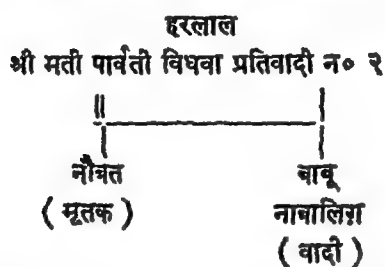 हरलाल
श्री मती पार्वती विधवा प्रतिवादी न० २
नौबत बाबू
( मृतक ) नाबालिग़
( वादी )